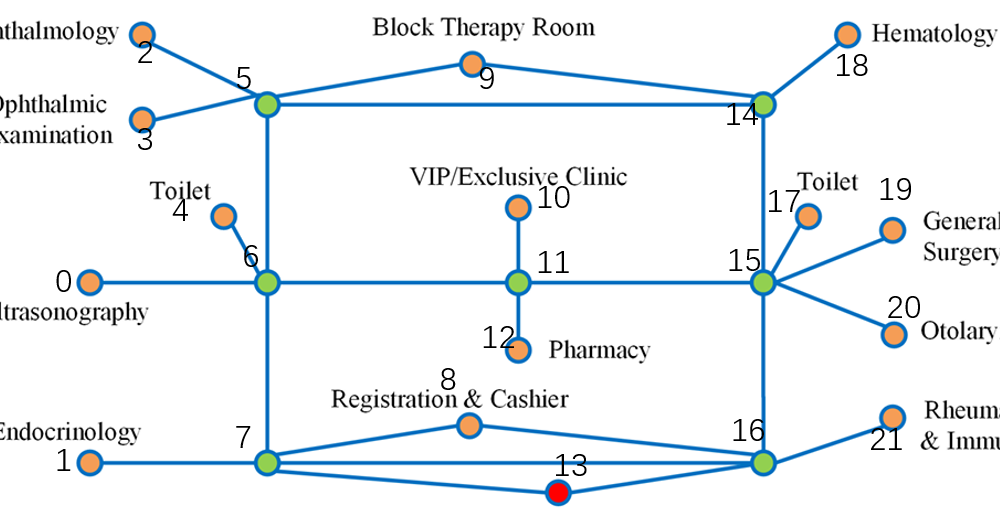 Block Therapy Room
thalmology
2
5
9
Hematology
18
Ophthalmic
xamination
3
14
VIP/Exclusive Clinic
Toilet
4
10
Toilet
17
19
General
Surgery
6
11
15
0
ltrasonography
12
Pharmacy
20
Otolary
8
Registration & Cashier
Endocrinology
1
7
16
Rheuma
& Immu
21
13